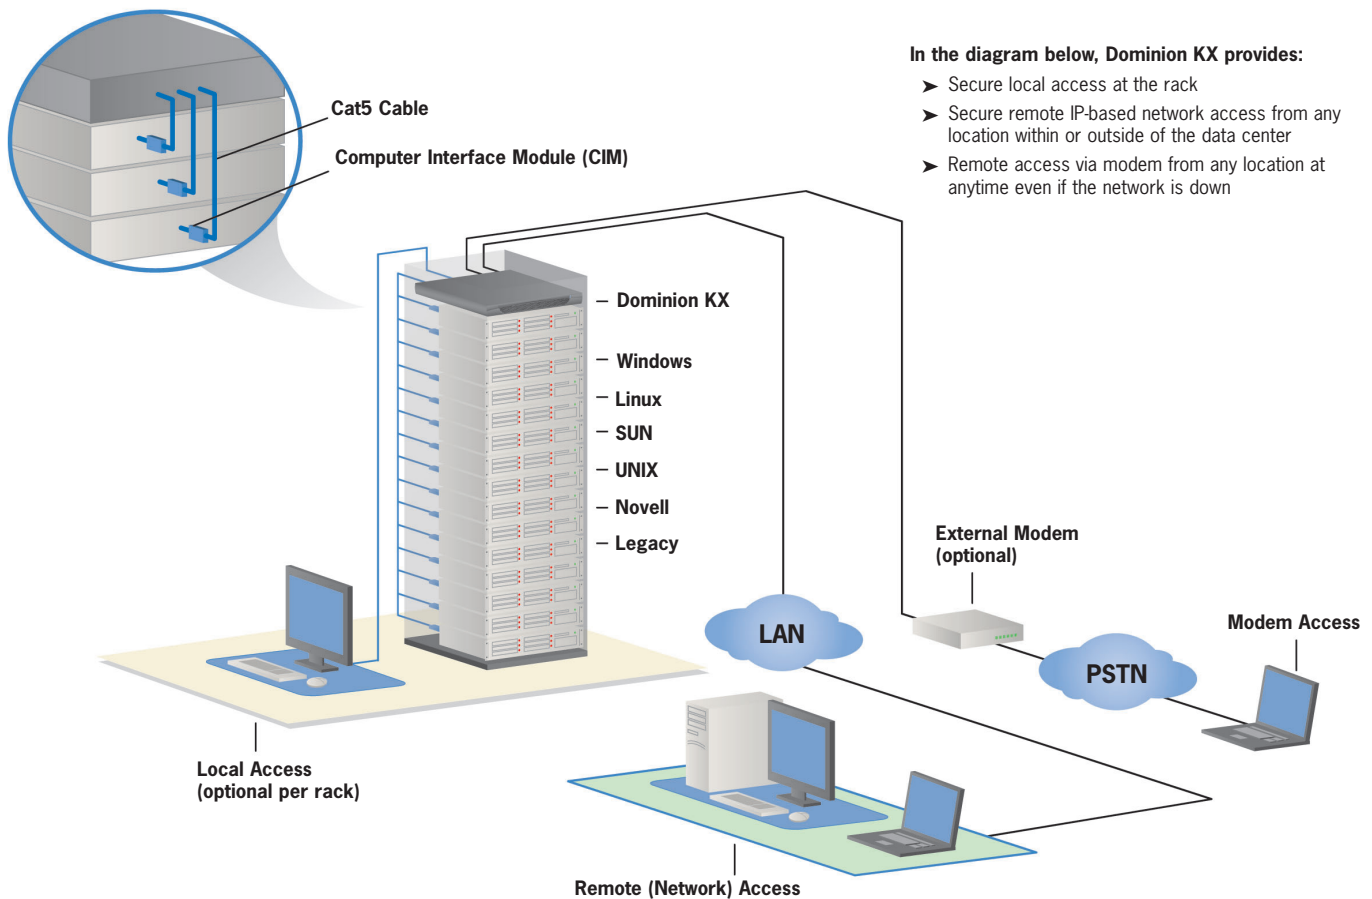 In the diagram below, Dominion KX provides:
➤ Secure local access at the rack
➤ Secure remote IP-based network access from any
location within or outside of the data center
➤ Remote access via modem from any location at
anytime even if the network is down
Cat5 Cable
Computer Interface Module (CIM)
Dominion KX
Windows
Linux
SUN
UNIX
Novell
Legacy
External Modem
(optional)
LAN
Modem Access
PSTN
Local Access
(optional per rack)
Remote (Network) Access